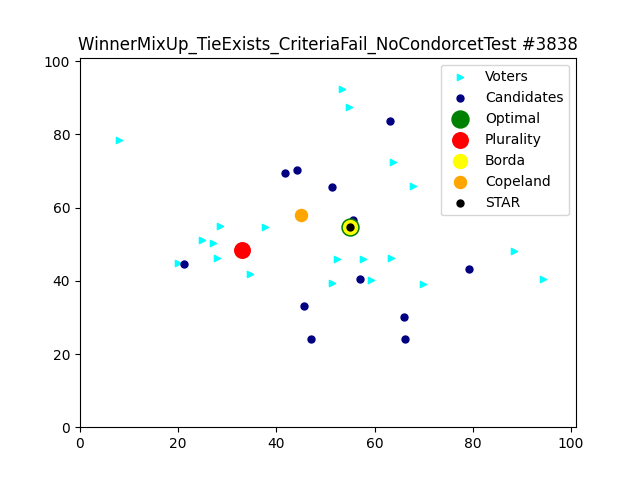 WinnerMixUp_TieExists_CriteriaFail_NoCondorcetTest #3838
100
80
60
40
20
0
0 20 40 60 80 100
Voters
Candidates
Optimal
Plurality
Borda
Copeland
STAR